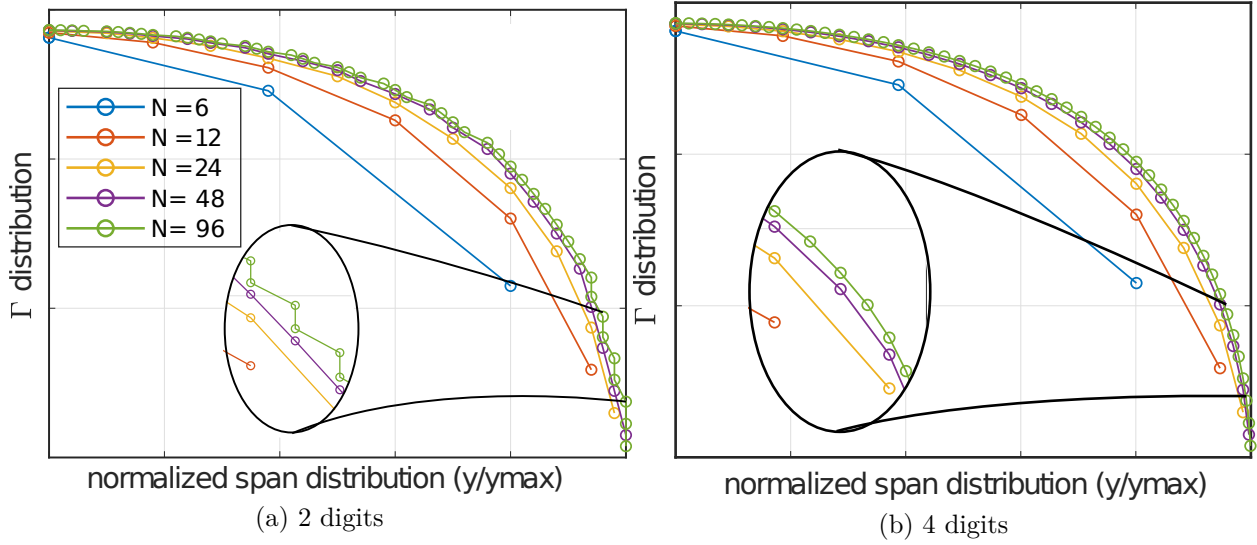 Γ distribution
N =6
N =12
N =24
N= 48
N= 96
normalized span distribution (y/ymax)
(a) 2 digits
Γ distribution
normalized span distribution (y/ymax)
(b) 4 digits